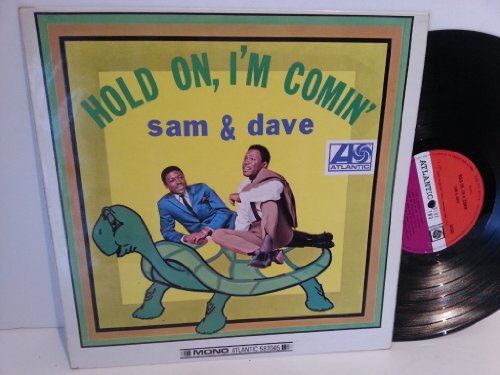 HOLD ON, I'M COMIN'
sam & dave
ATLANTIC
MONO ATLANTIC 587045
ATLANTIC